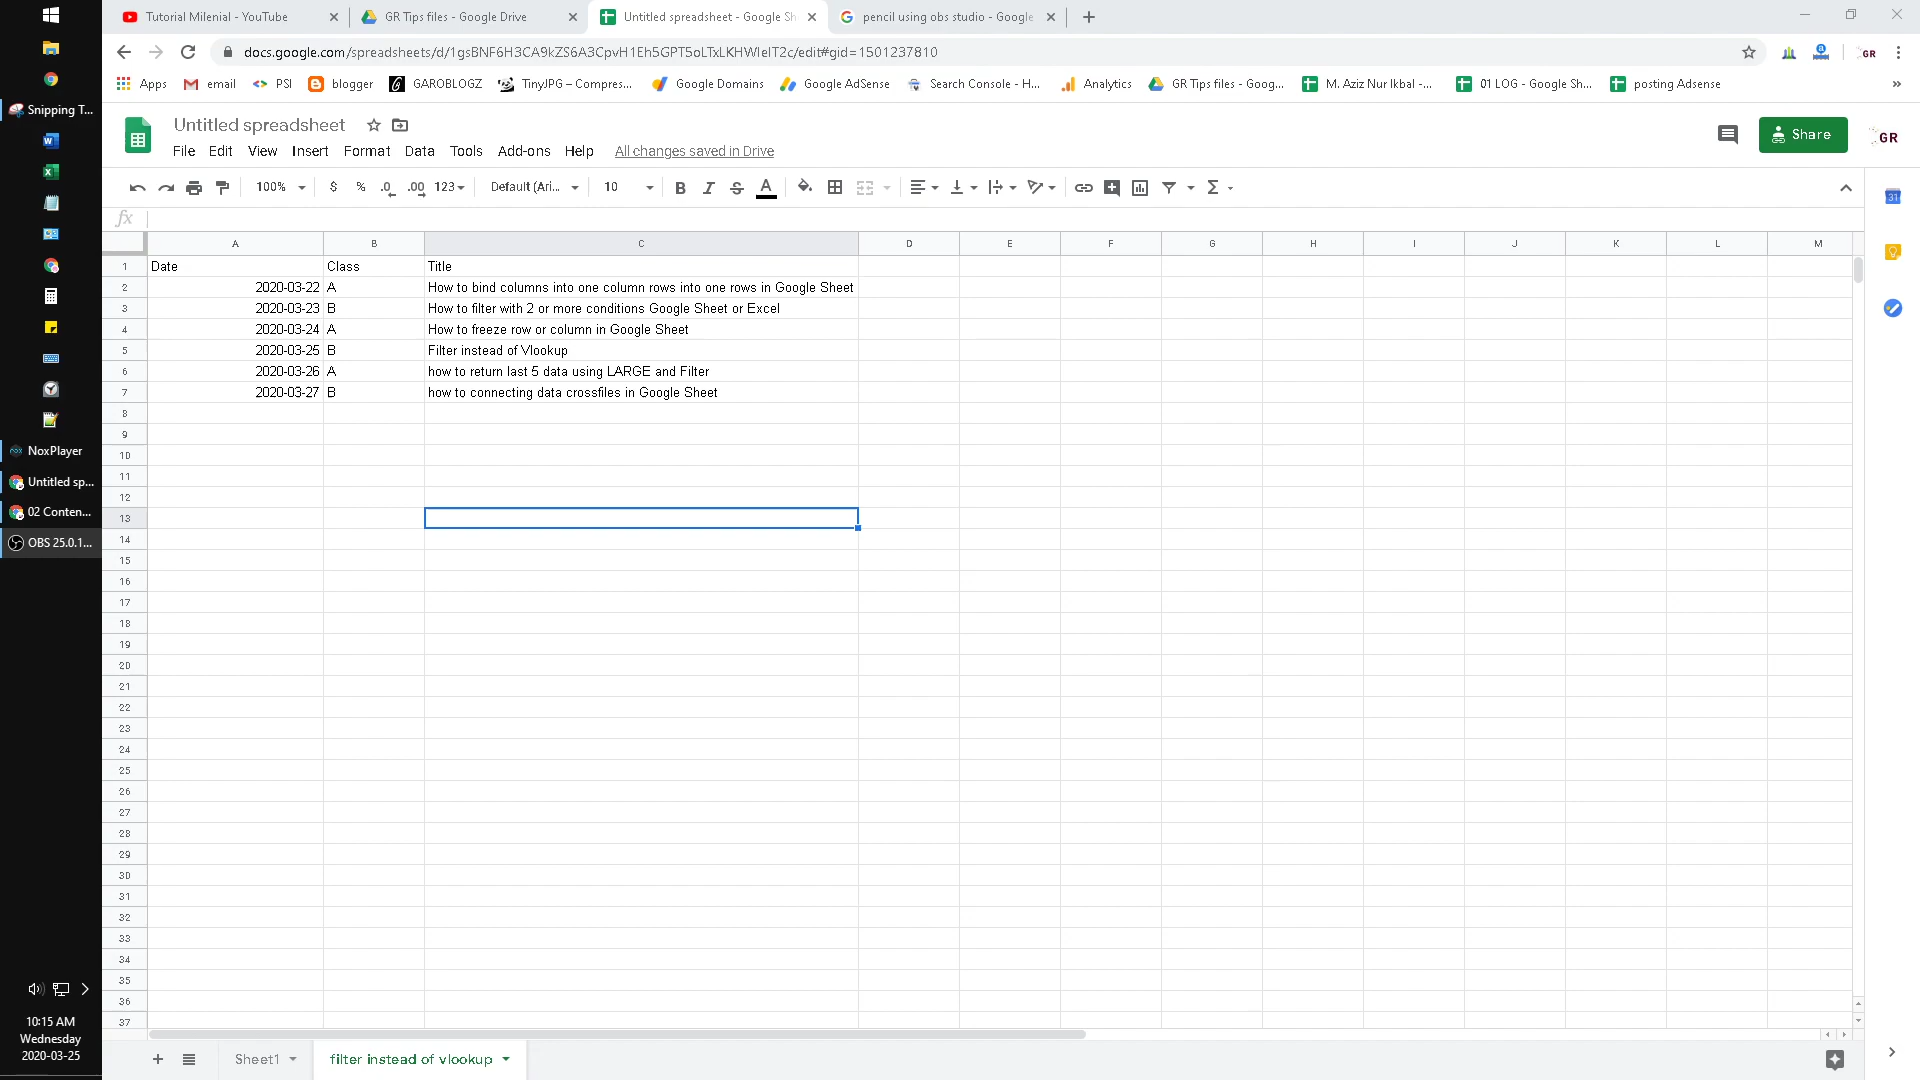 Tutorial Milenial - YouTube
GR Tips files - Google Drive
Untitled spreadsheet - Google Sh
pencil using obs studio - Google
docs.google.com/spreadsheets/d/1gsBNF6H3CA9kZS6A3CpvH1Eh5GPT5oLTxLKHWIeIT2c/edit#gid=1501237810
GR
Apps
email
PSI
blogger
GAROBLOGZ
TinyJPG – Compres...
Google Domains
Google AdSense
Search Console - H...
Analytics
GR Tips files - Goog...
M. Aziz Nur Ikbal -...
01 LOG - Google Sh...
posting Adsense
»
Snipping T...
NoxPlayer
Untitled sp...
02 Conten...
OBS 25.0.1...
10:15 AM
Wednesday
2020-03-25
Untitled spreadsheet
File Edit View Insert Format Data Tools Add-ons Help All changes saved in Drive
Share
GR
100% $ % .0 .00 123 Default (Ari... 10 B I S A Σ
31
fx
A B C D E F G H I J K L M
1 Date Class Title
2 2020-03-22 A How to bind columns into one column rows into one rows in Google Sheet
3 2020-03-23 B How to filter with 2 or more conditions Google Sheet or Excel
4 2020-03-24 A How to freeze row or column in Google Sheet
5 2020-03-25 B Filter instead of Vlookup
6 2020-03-26 A how to return last 5 data using LARGE and Filter
7 2020-03-27 B how to connecting data crossfiles in Google Sheet
8
9
10
11
12
13
14
15
16
17
18
19
20
21
22
23
24
25
26
27
28
29
30
31
32
33
34
35
36
37
Sheet1
filter instead of vlookup